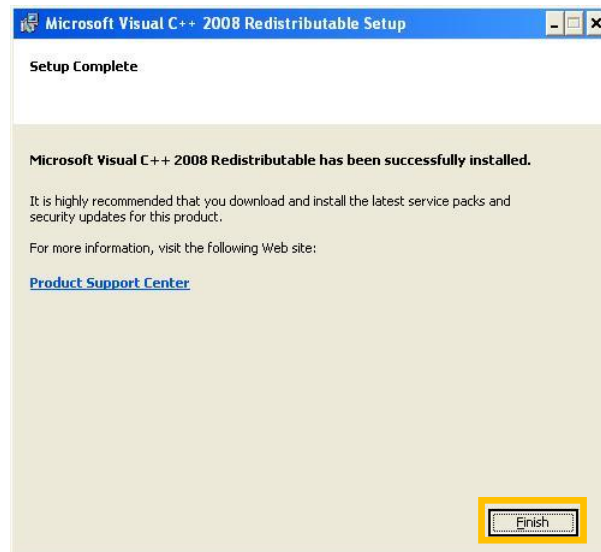 Microsoft Visual C++ 2008 Redistributable Setup
Setup Complete
Microsoft Visual C++ 2008 Redistributable has been successfully installed.
It is highly recommended that you download and install the latest service packs and
security updates for this product.
For more information, visit the following Web site:
Product Support Center
Finish